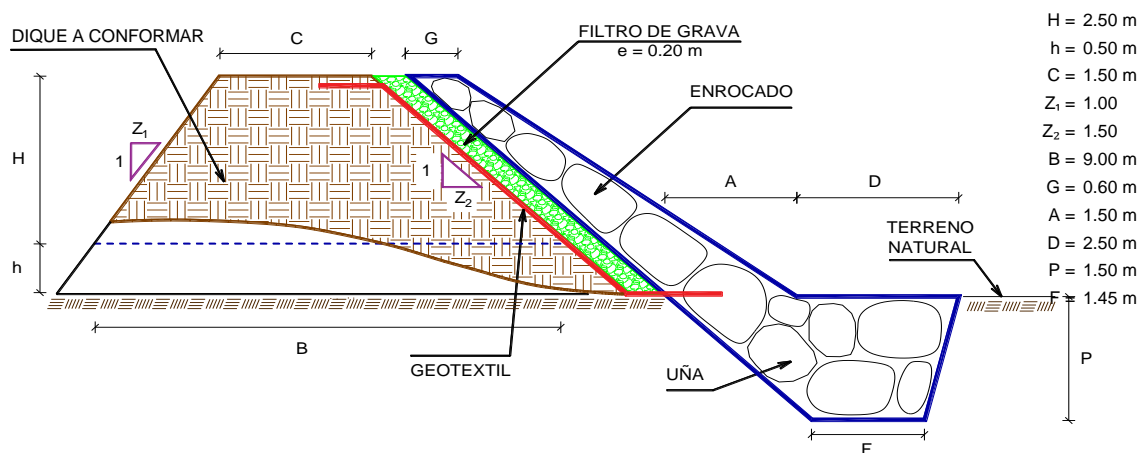 DIQUE A CONFORMAR
C
G
FILTRO DE GRAVA
e = 0.20 m
ENROCADO
H
h
Z1
1
1
Z2
A
D
TERRENO
NATURAL
B
GEOTEXTIL
UÑA
P
F
H = 2.50 m
h = 0.50 m
C = 1.50 m
Z₁ = 1.00
Z₂ = 1.50
B = 9.00 m
G = 0.60 m
A = 1.50 m
D = 2.50 m
P = 1.50 m
F = 1.45 m